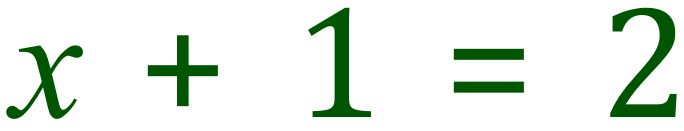 x + 1 = 2